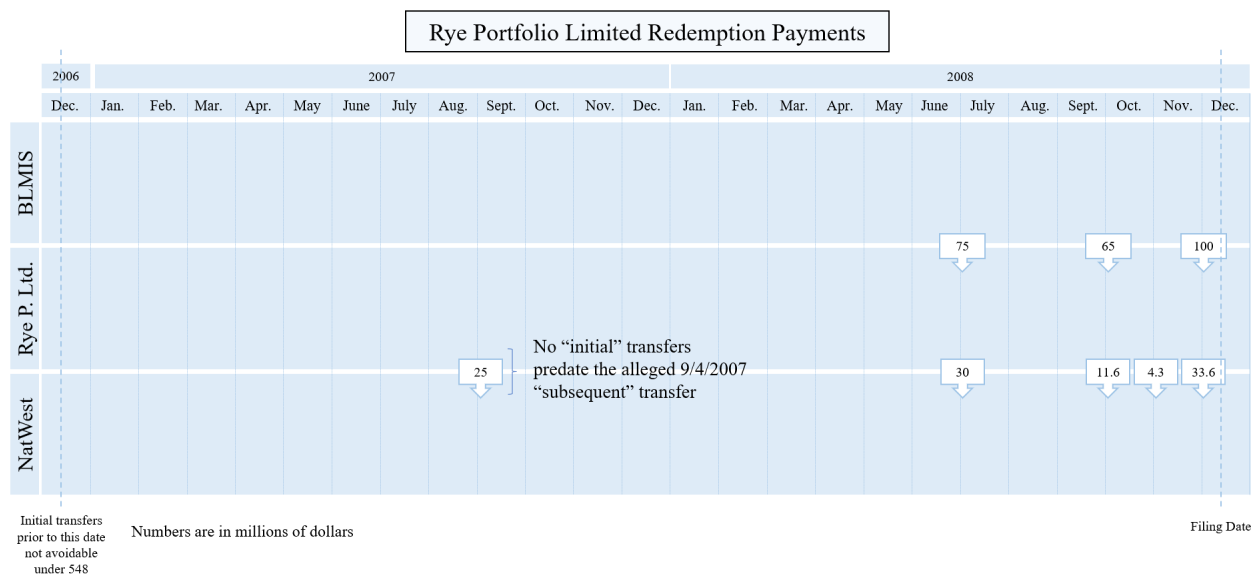 Rye Portfolio Limited Redemption Payments
2006 2007 2008
Dec. Jan. Feb. Mar. Apr. May June July Aug. Sept. Oct. Nov. Dec. Jan. Feb. Mar. Apr. May June July Aug. Sept. Oct. Nov. Dec.
BLMIS
75 65 100
Rye P. Ltd.
No “initial” transfers
predate the alleged 9/4/2007
“subsequent” transfer
25 30 11.6 4.3 33.6
NatWest
Initial transfers
prior to this date
not avoidable
under 548
Numbers are in millions of dollars
Filing Date